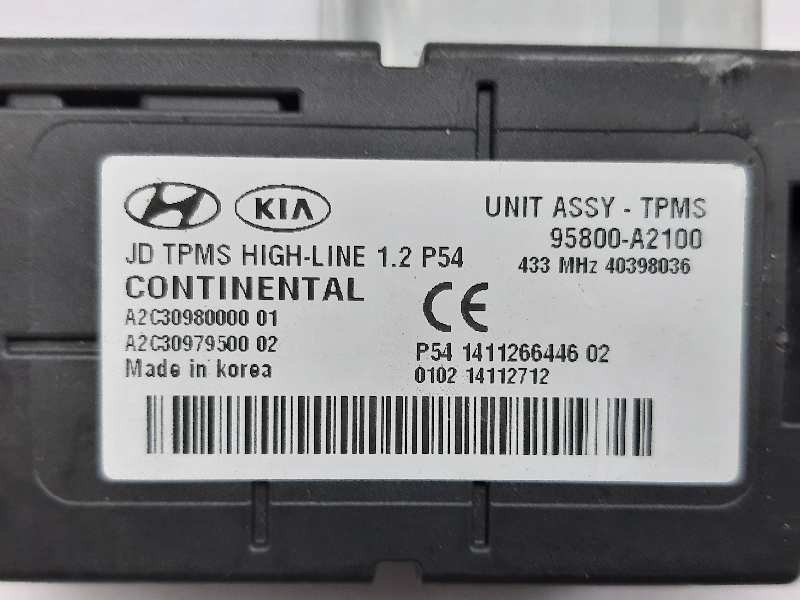 KIA
UNIT ASSY - TPMS
95800-A2100
433 MHz 40398036
JD TPMS HIGH-LINE 1.2 P54
CONTINENTAL
A2C30980000 01
A2C30979500 02
Made in korea
CE
P54 1411266446 02
0102 14112712